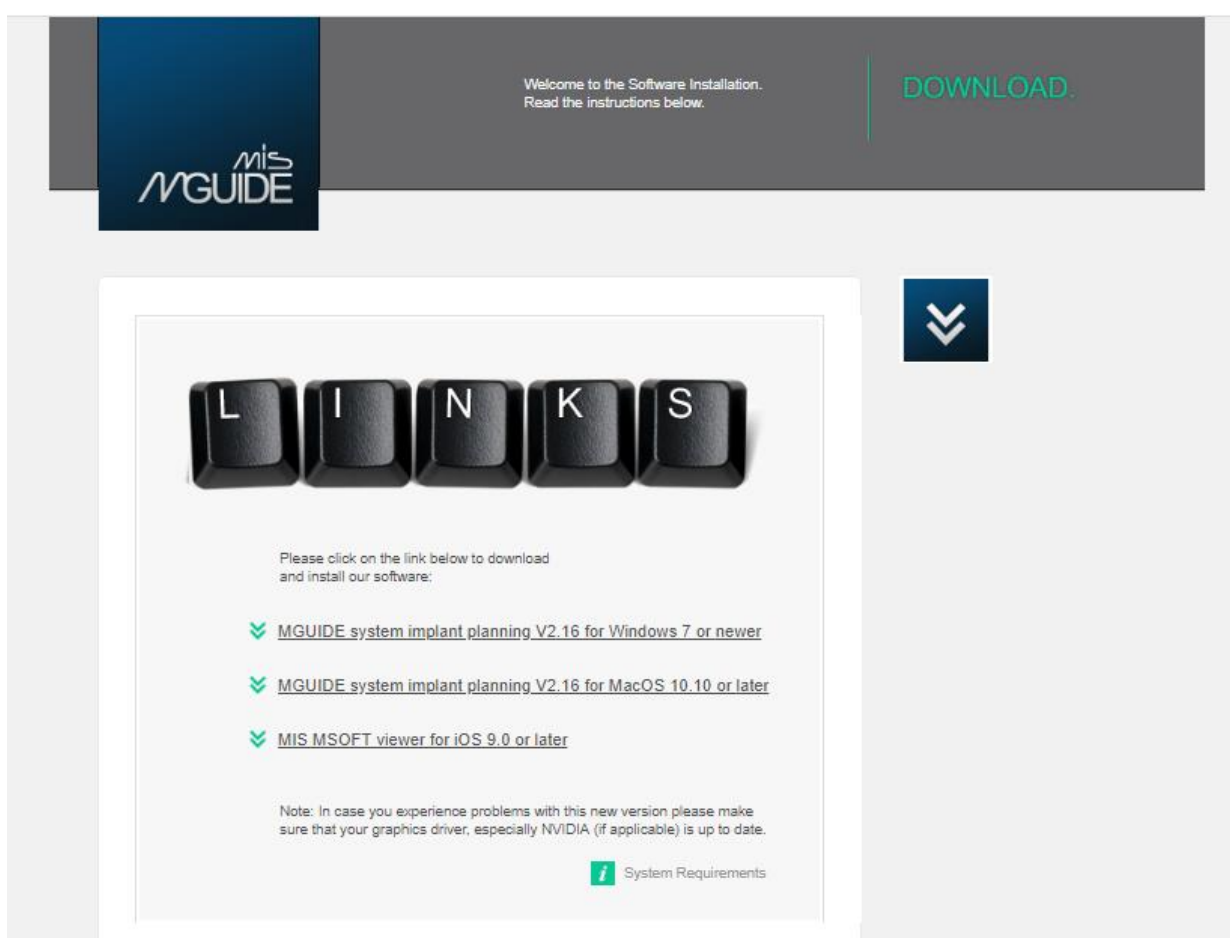 Welcome to the Software Installation.
Read the instructions below.
DOWNLOAD.
MIS
MGUIDE
L I N K S
Please click on the link below to download
and install our software:
MGUIDE system implant planning V2.16 for Windows 7 or newer
MGUIDE system implant planning V2.16 for MacOS 10.10 or later
MIS MSOFT viewer for iOS 9.0 or later
Note: In case you experience problems with this new version please make
sure that your graphics driver, especially NVIDIA (if applicable) is up to date.
i System Requirements